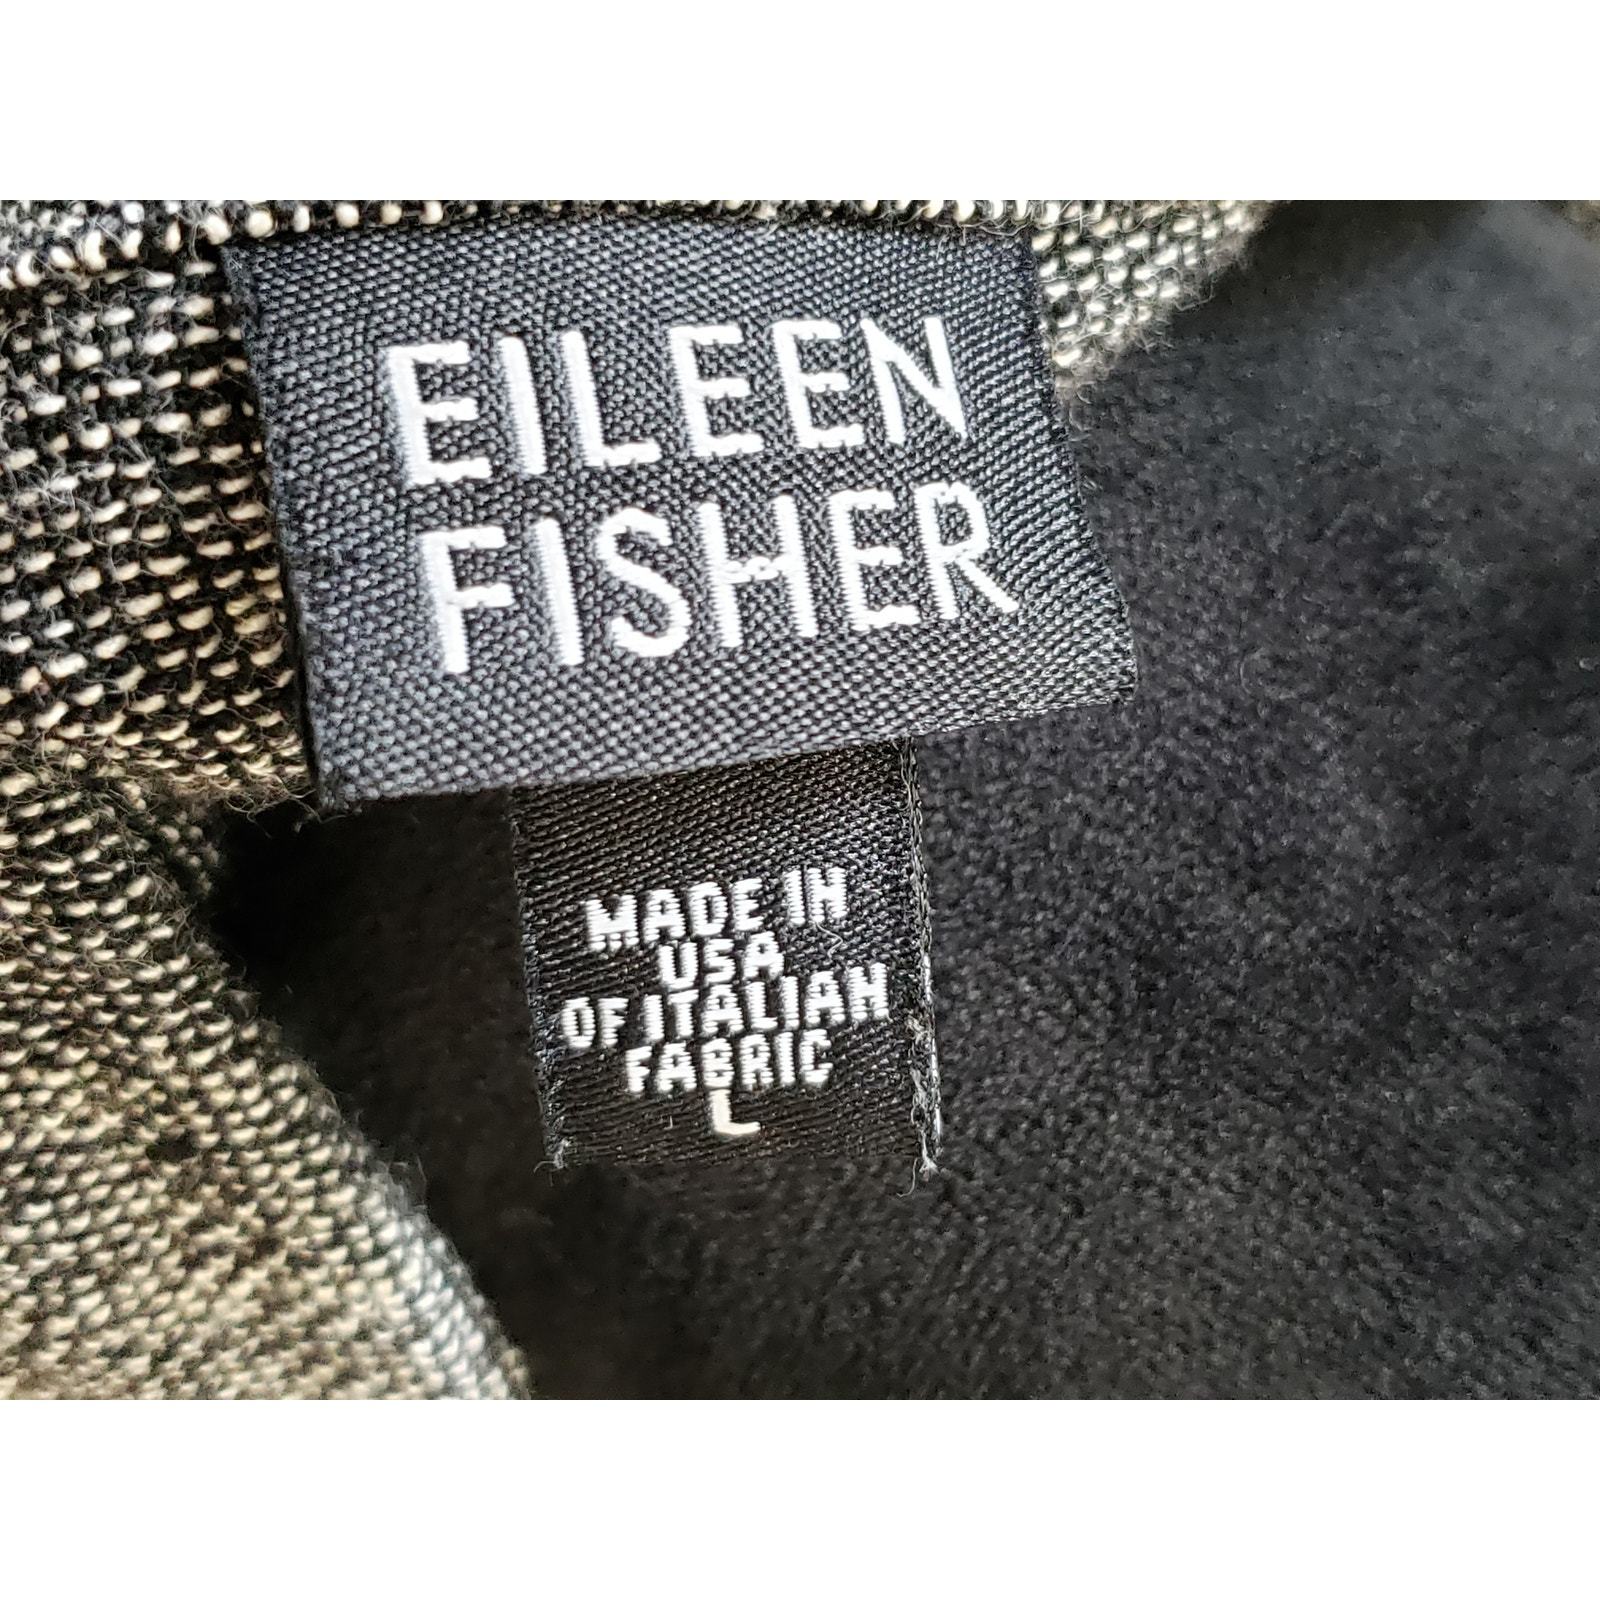 EILEEN
FISHER
MADE IN
USA
OF ITALIAN
FABRIC
L